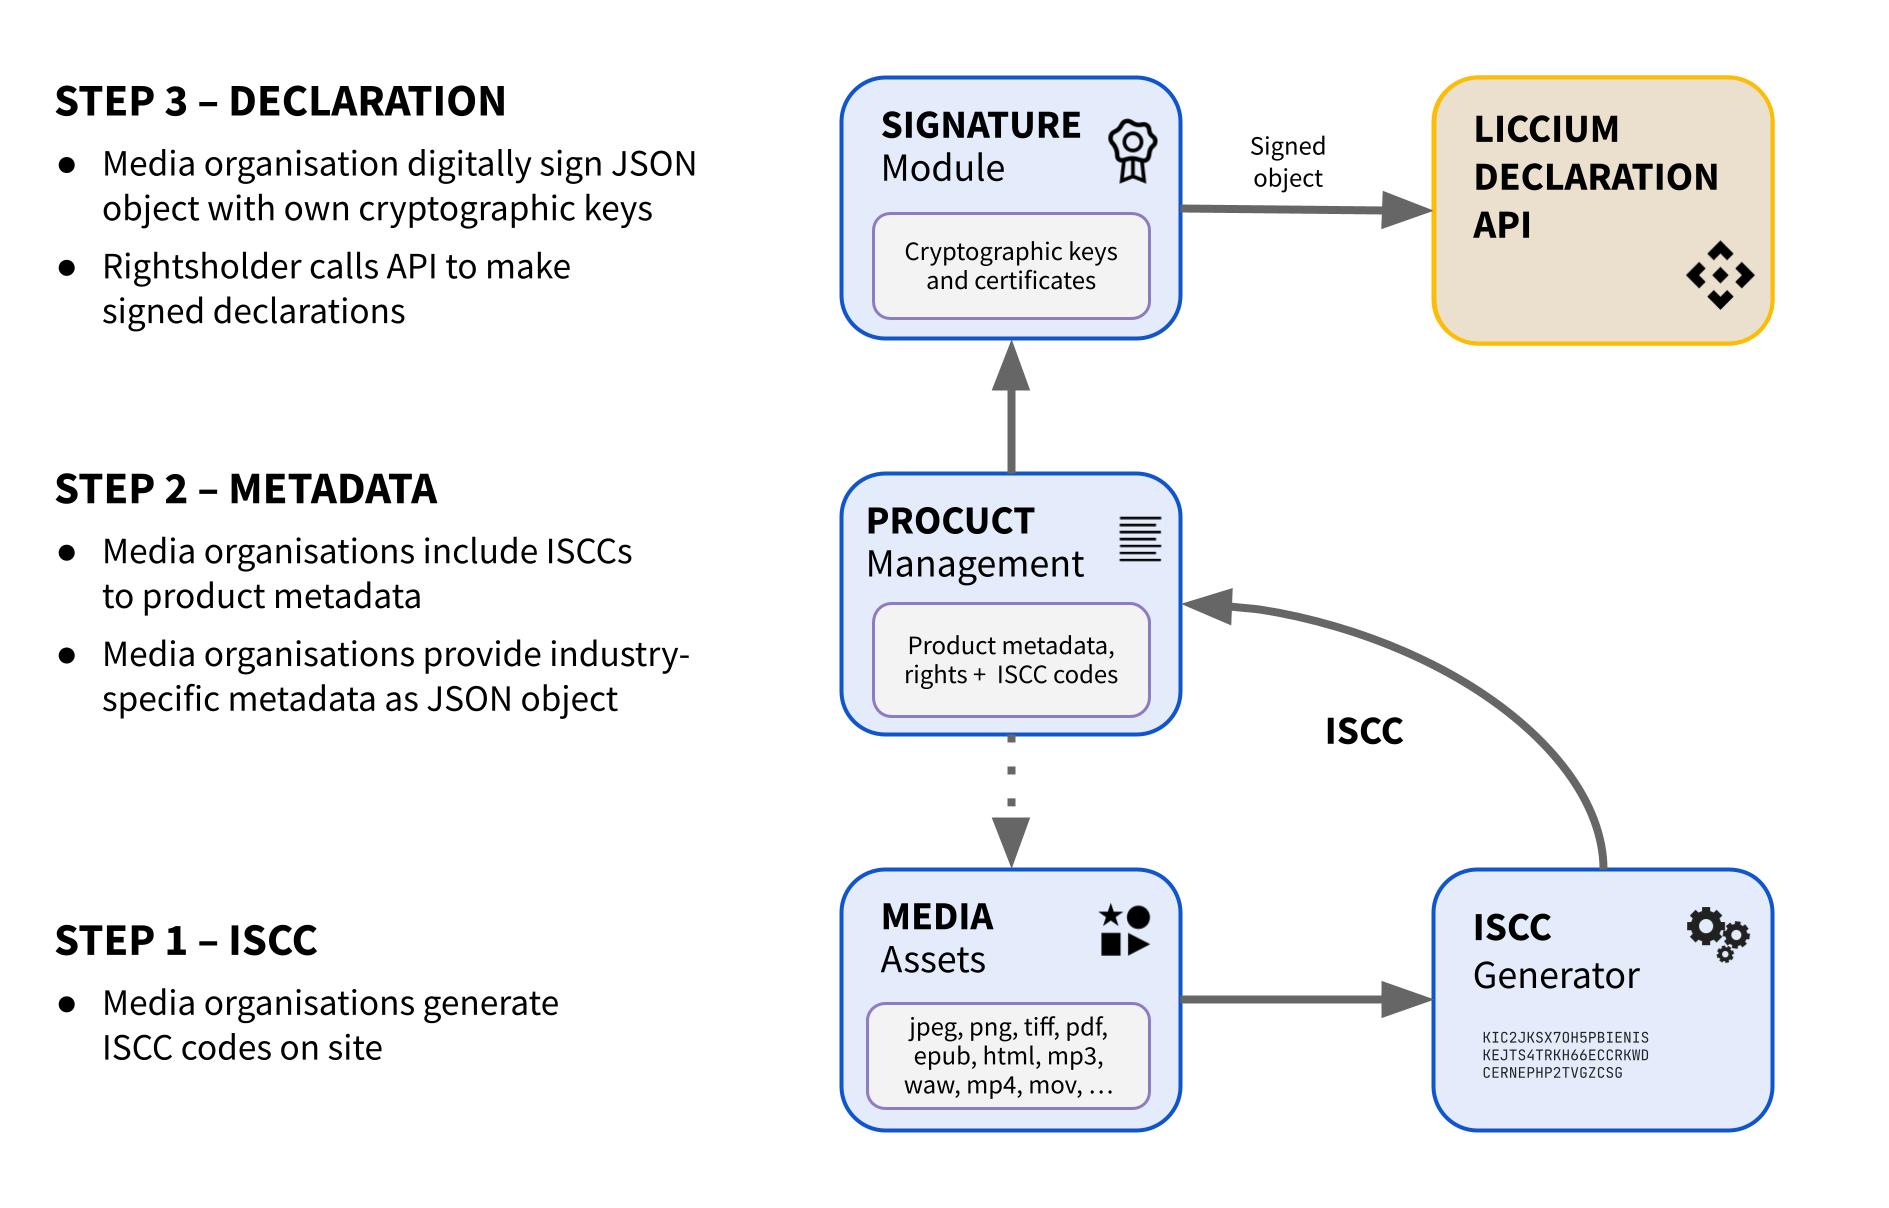 STEP 3 – DECLARATION
● Media organisation digitally sign JSON
object with own cryptographic keys
● Rightsholder calls API to make
signed declarations
SIGNATURE
Module
Cryptographic keys
and certificates
Signed
object
LICCIUM
DECLARATION
API
STEP 2 – METADATA
● Media organisations include ISCCs
to product metadata
● Media organisations provide industry-
specific metadata as JSON object
PROCUCT
Management
Product metadata,
rights + ISCC codes
ISCC
STEP 1 – ISCC
● Media organisations generate
ISCC codes on site
MEDIA
Assets
jpeg, png, tiff, pdf,
epub, html, mp3,
waw, mp4, mov, …
ISCC
Generator
KIC2JKSX7OH5PBIENIS
KEJTS4TRKH66ECCRKWD
CERNEPHP2TVGZCSG